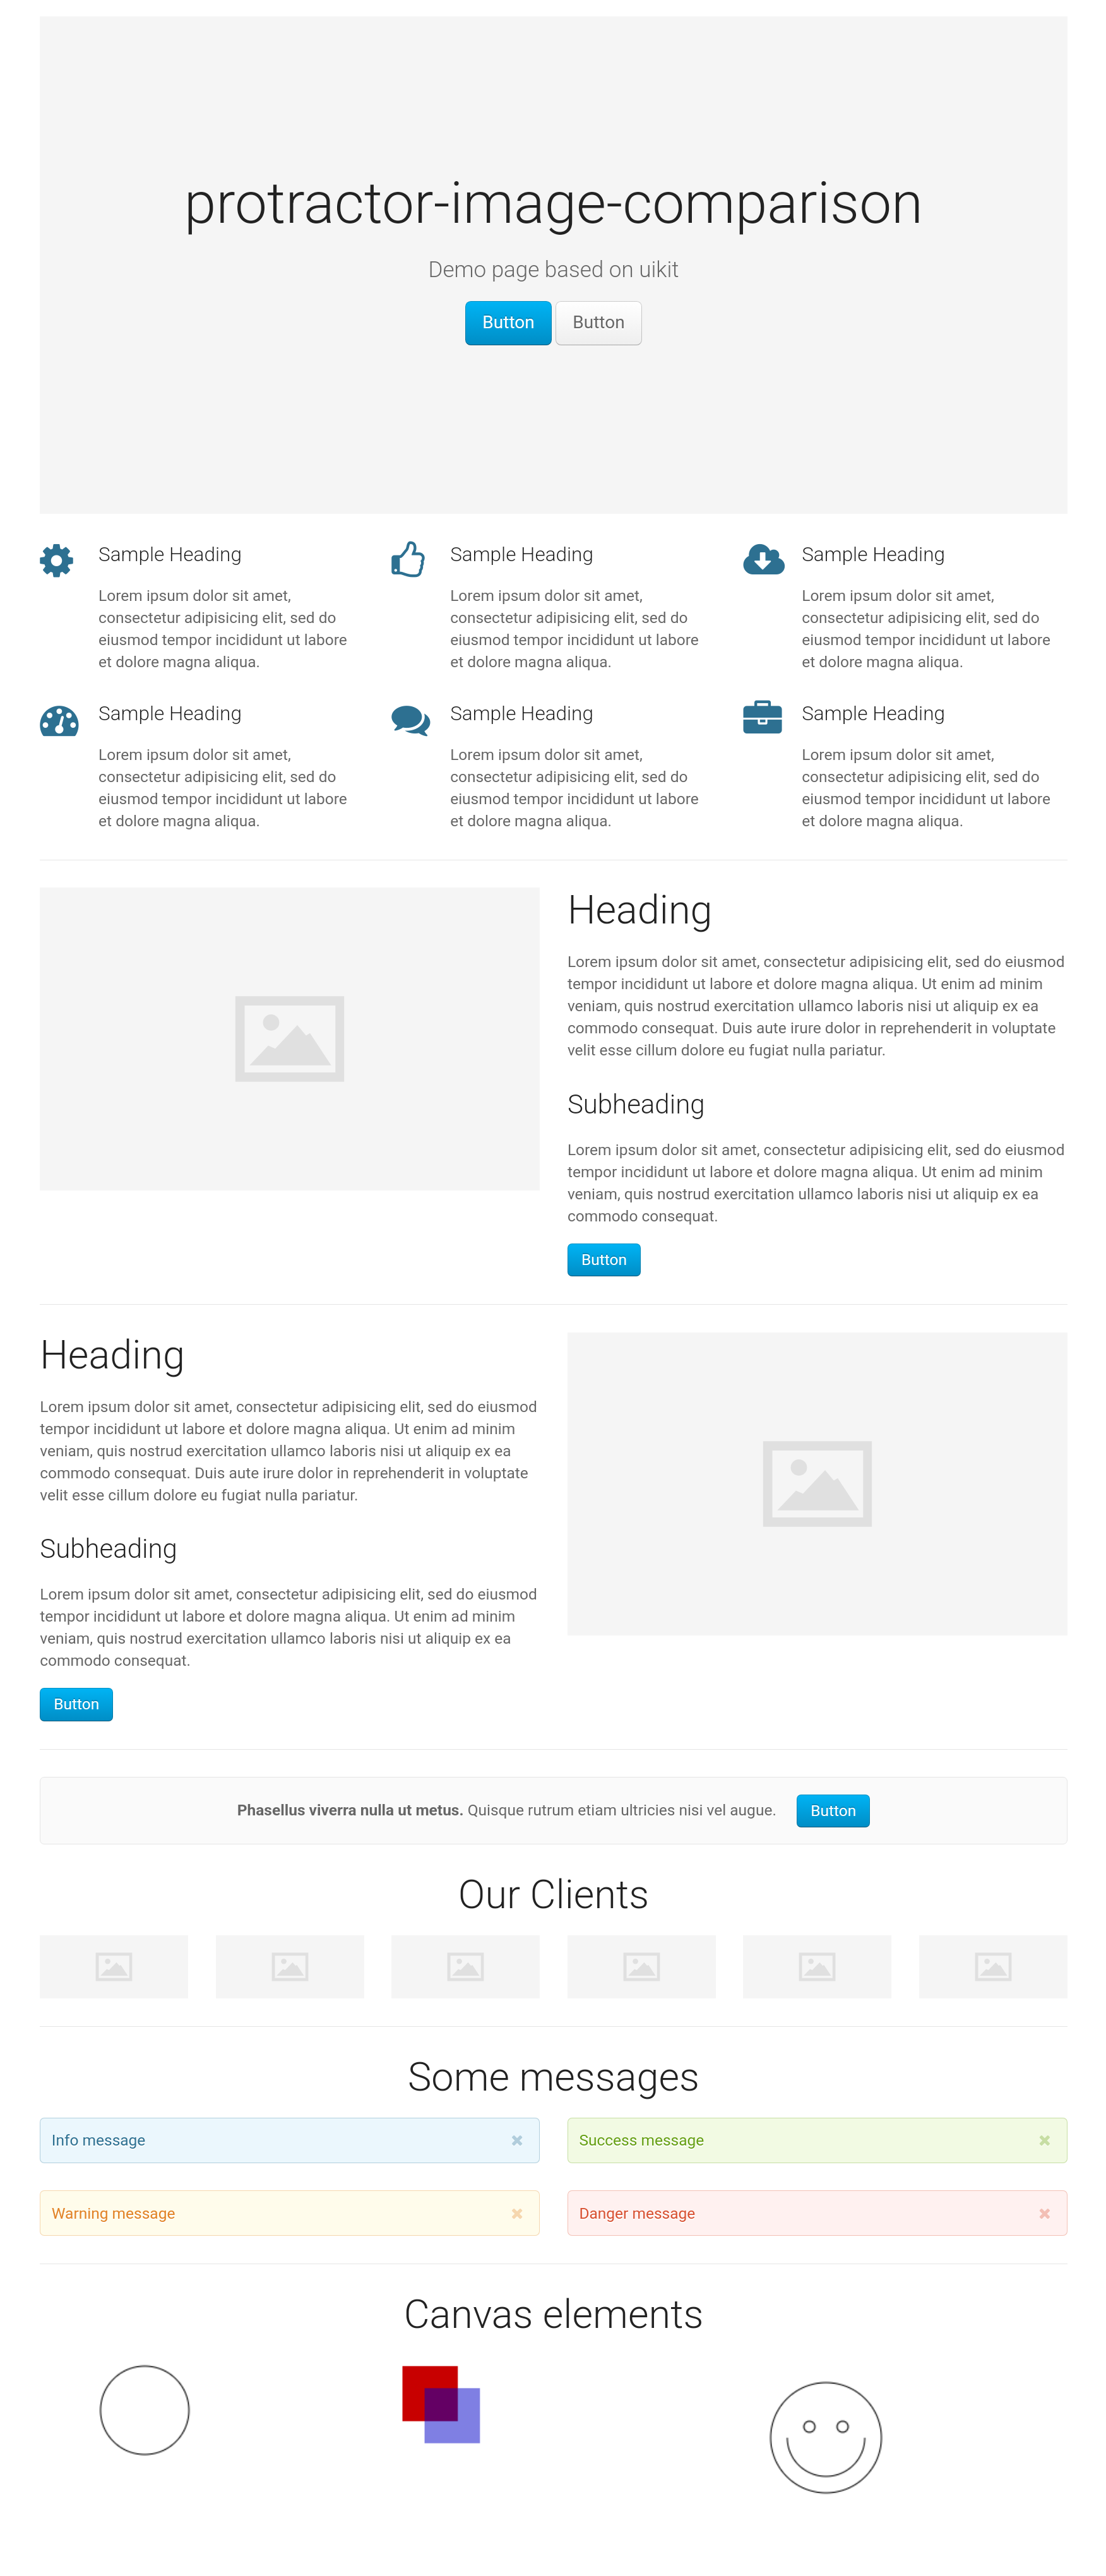 protractor-image-comparison
Demo page based on uikit
Button Button
Sample Heading
Lorem ipsum dolor sit amet,
consectetur adipisicing elit, sed do
eiusmod tempor incididunt ut labore
et dolore magna aliqua.
Sample Heading
Lorem ipsum dolor sit amet,
consectetur adipisicing elit, sed do
eiusmod tempor incididunt ut labore
et dolore magna aliqua.
Sample Heading
Lorem ipsum dolor sit amet,
consectetur adipisicing elit, sed do
eiusmod tempor incididunt ut labore
et dolore magna aliqua.
Sample Heading
Lorem ipsum dolor sit amet,
consectetur adipisicing elit, sed do
eiusmod tempor incididunt ut labore
et dolore magna aliqua.
Sample Heading
Lorem ipsum dolor sit amet,
consectetur adipisicing elit, sed do
eiusmod tempor incididunt ut labore
et dolore magna aliqua.
Sample Heading
Lorem ipsum dolor sit amet,
consectetur adipisicing elit, sed do
eiusmod tempor incididunt ut labore
et dolore magna aliqua.
Heading
Lorem ipsum dolor sit amet, consectetur adipisicing elit, sed do eiusmod
tempor incididunt ut labore et dolore magna aliqua. Ut enim ad minim
veniam, quis nostrud exercitation ullamco laboris nisi ut aliquip ex ea
commodo consequat. Duis aute irure dolor in reprehenderit in voluptate
velit esse cillum dolore eu fugiat nulla pariatur.
Subheading
Lorem ipsum dolor sit amet, consectetur adipisicing elit, sed do eiusmod
tempor incididunt ut labore et dolore magna aliqua. Ut enim ad minim
veniam, quis nostrud exercitation ullamco laboris nisi ut aliquip ex ea
commodo consequat.
Button
Heading
Lorem ipsum dolor sit amet, consectetur adipisicing elit, sed do eiusmod
tempor incididunt ut labore et dolore magna aliqua. Ut enim ad minim
veniam, quis nostrud exercitation ullamco laboris nisi ut aliquip ex ea
commodo consequat. Duis aute irure dolor in reprehenderit in voluptate
velit esse cillum dolore eu fugiat nulla pariatur.
Subheading
Lorem ipsum dolor sit amet, consectetur adipisicing elit, sed do eiusmod
tempor incididunt ut labore et dolore magna aliqua. Ut enim ad minim
veniam, quis nostrud exercitation ullamco laboris nisi ut aliquip ex ea
commodo consequat.
Button
Phasellus viverra nulla ut metus. Quisque rutrum etiam ultricies nisi vel augue. Button
Our Clients
Some messages
Info message
Success message
Warning message
Danger message
Canvas elements